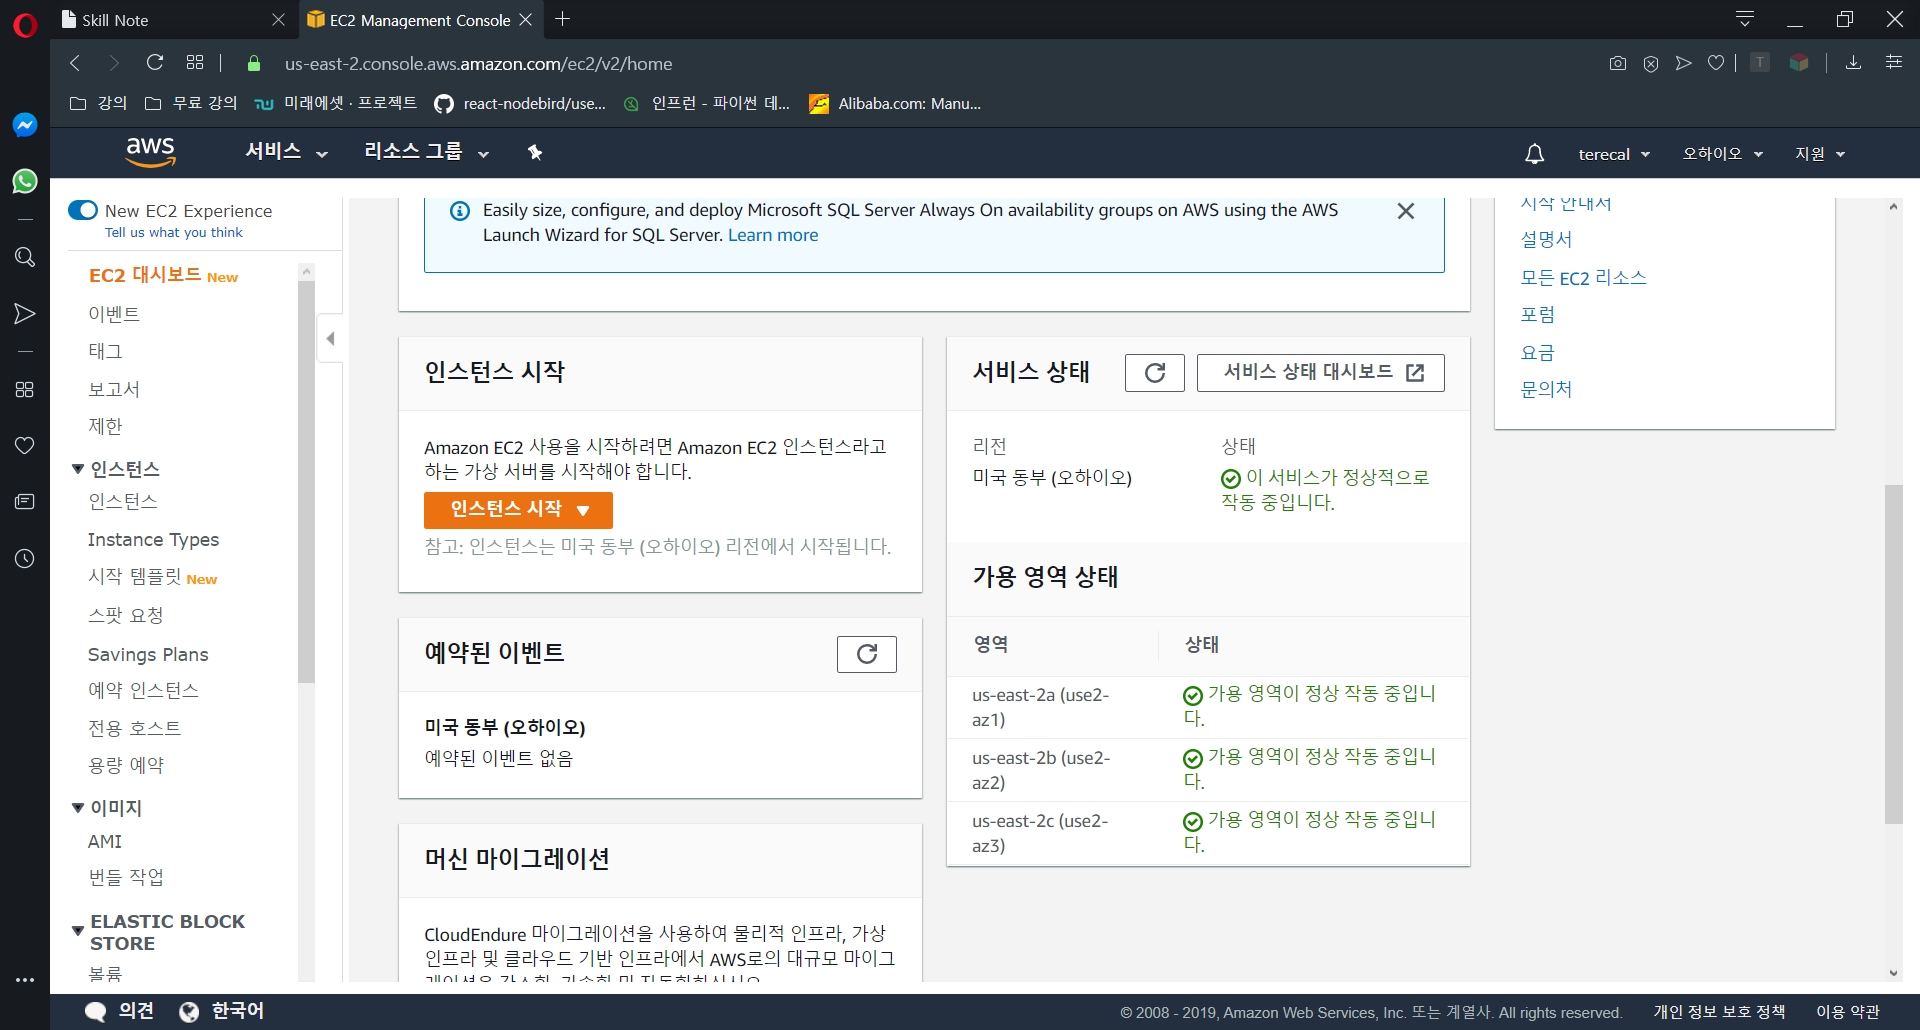 Skill Note
EC2 Management Console
us-east-2.console.aws.amazon.com/ec2/v2/home
강의
무료 강의
미래에셋 · 프로젝트
react-nodebird/use...
인프런 - 파이썬 데...
Alibaba.com: Manu...
aws
서비스
리소스 그룹
terecal
오하이오
지원
New EC2 Experience
Tell us what you think
EC2 대시보드 New
이벤트
태그
보고서
제한
인스턴스
인스턴스
Instance Types
시작 템플릿 New
스팟 요청
Savings Plans
예약 인스턴스
전용 호스트
용량 예약
이미지
AMI
번들 작업
ELASTIC BLOCK
STORE
볼륨
Easily size, configure, and deploy Microsoft SQL Server Always On availability groups on AWS using the AWS
Launch Wizard for SQL Server. Learn more
인스턴스 시작
Amazon EC2 사용을 시작하려면 Amazon EC2 인스턴스라고
하는 가상 서버를 시작해야 합니다.
인스턴스 시작
참고: 인스턴스는 미국 동부 (오하이오) 리전에서 시작됩니다.
예약된 이벤트
미국 동부 (오하이오)
예약된 이벤트 없음
머신 마이그레이션
CloudEndure 마이그레이션을 사용하여 물리적 인프라, 가상
인프라 및 클라우드 기반 인프라에서 AWS로의 대규모 마이그
서비스 상태
서비스 상태 대시보드
리전
상태
미국 동부 (오하이오)
이 서비스가 정상적으로
작동 중입니다.
가용 영역 상태
영역
상태
us-east-2a (use2-
az1)
가용 영역이 정상 작동 중입니
다.
us-east-2b (use2-
az2)
가용 영역이 정상 작동 중입니
다.
us-east-2c (use2-
az3)
가용 영역이 정상 작동 중입니
다.
시작 안내서
설명서
모든 EC2 리소스
포럼
요금
문의처
의견
한국어
© 2008 - 2019, Amazon Web Services, Inc. 또는 계열사. All rights reserved.
개인 정보 보호 정책
이용 약관